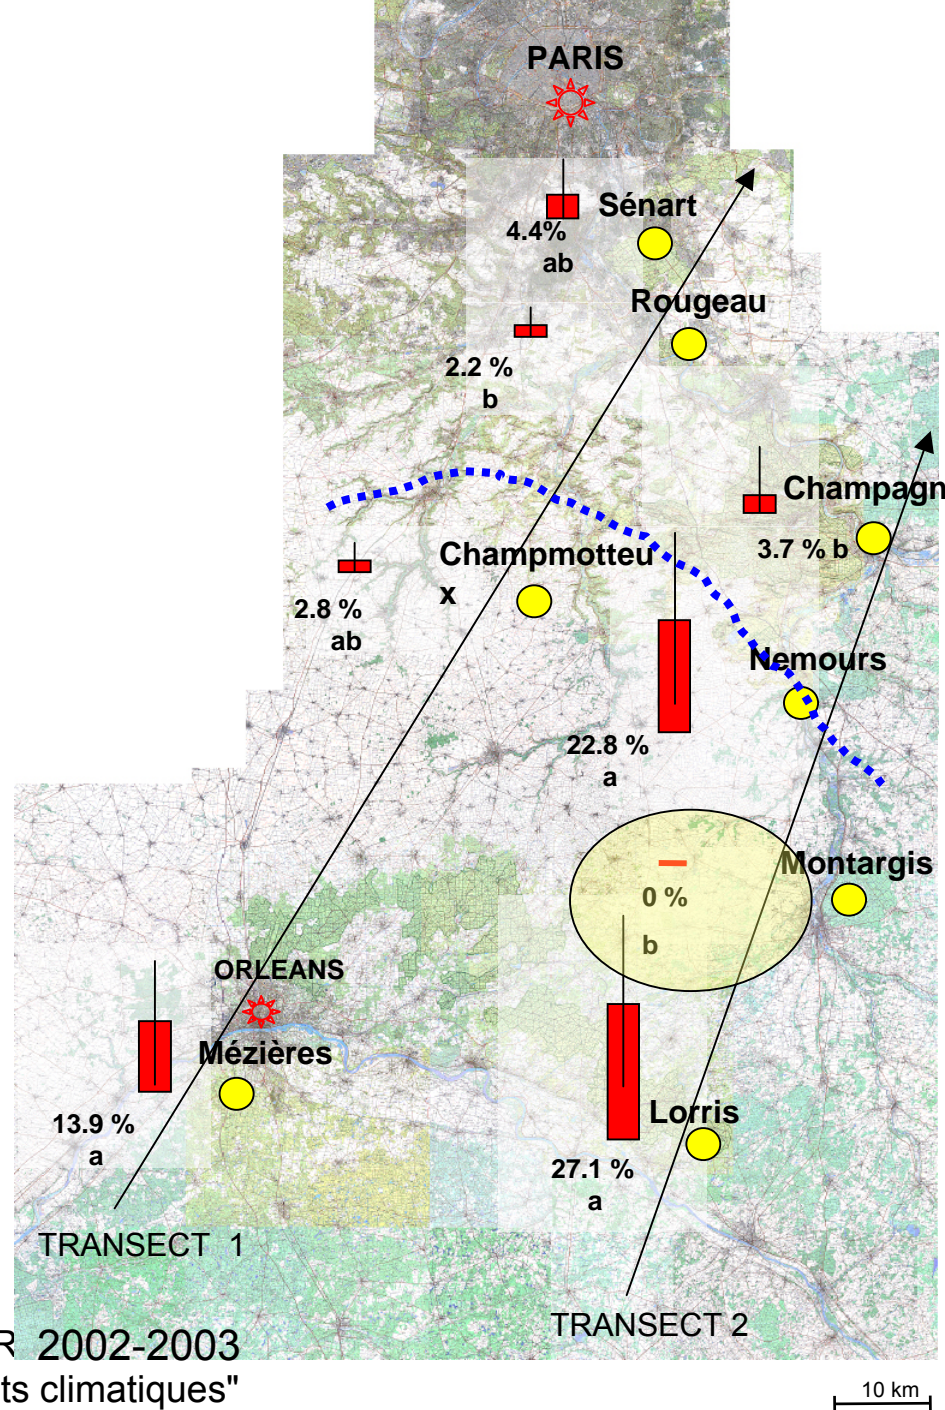 PARIS
Sénart
4.4%
ab
Rougeau
2.2 %
b
Champagn
3.7 % b
Champmotteu
x
2.8 %
ab
Nemours
22.8 %
a
Montargis
0 %
b
ORLEANS
Mézières
13.9 %
a
Lorris
27.1 %
a
TRANSECT 1
TRANSECT 2
R 2002-2003
ts climatiques"
10 km